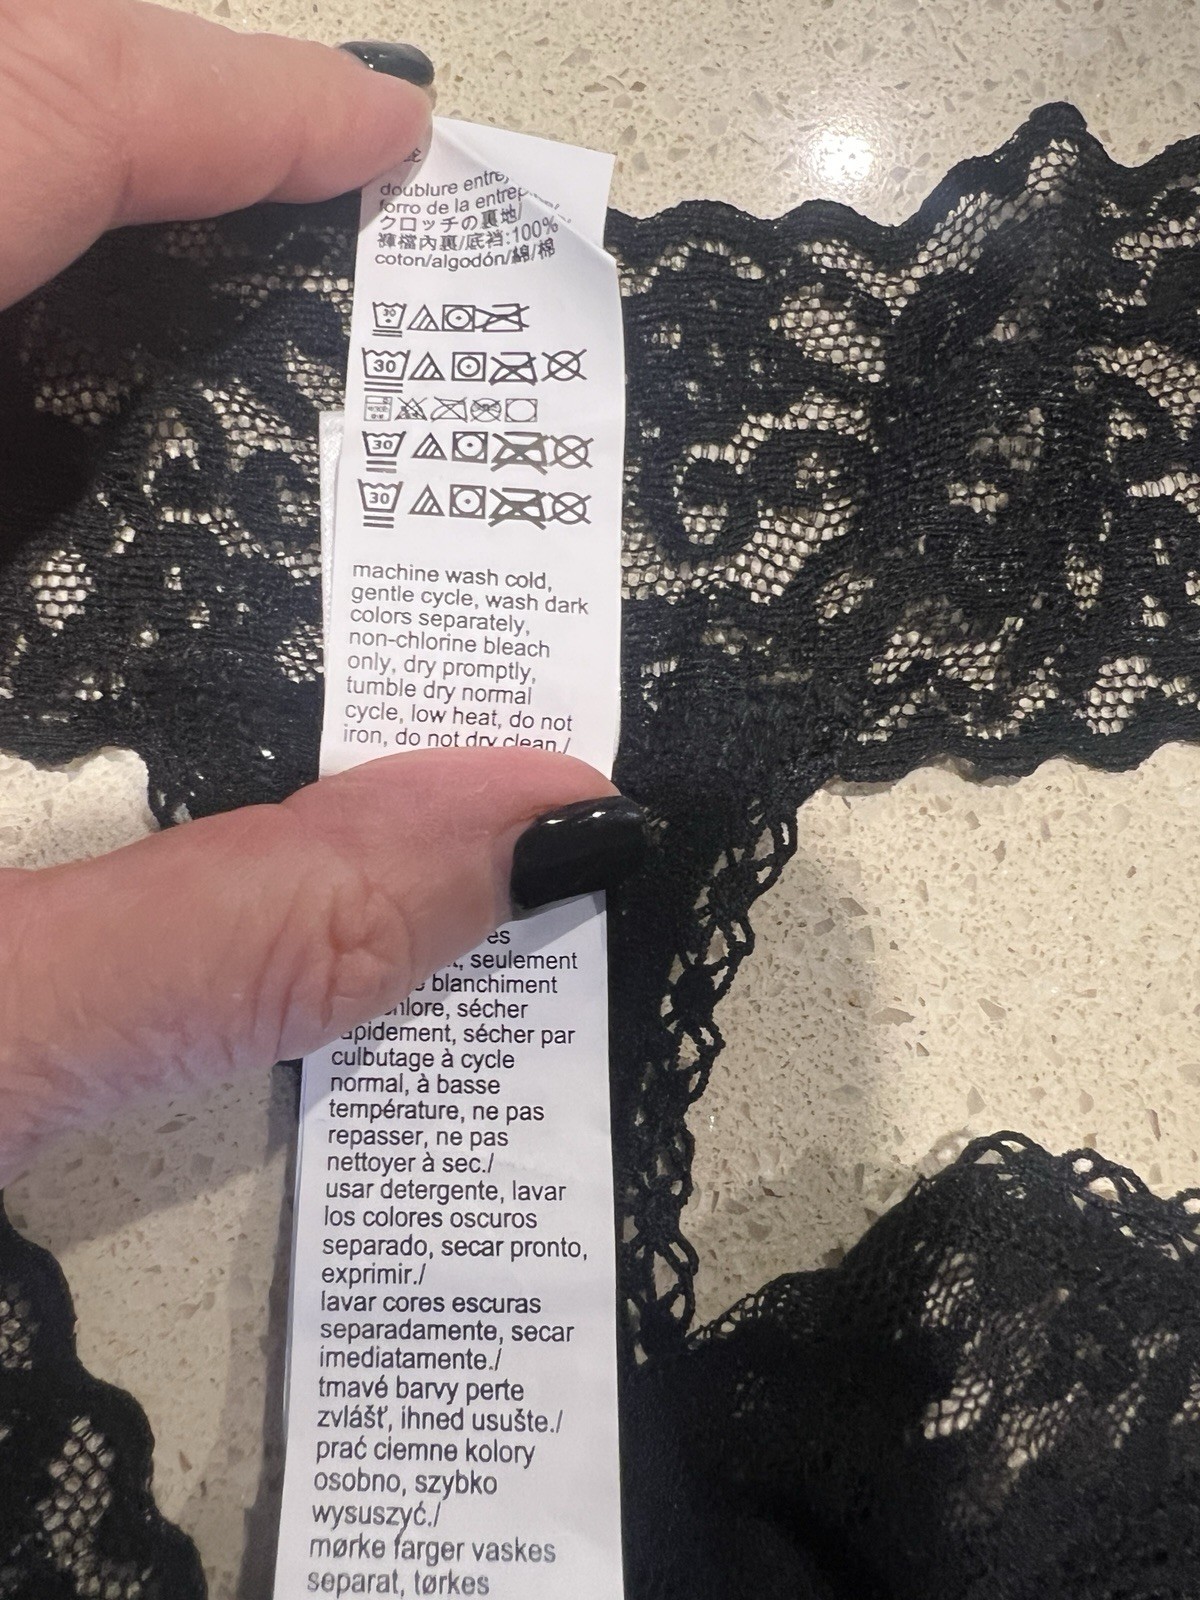 doublure
forro de la
クロッチの裏地/
褲檔內裏/底裆:100%
coton/algodón/綿/棉
30
30
30
30
machine wash cold,
gentle cycle, wash dark
colors separately,
non-chlorine bleach
only, dry promptly,
tumble dry normal
cycle, low heat, do not
iron, do not dry clean./
seulement
blanchiment
sécher
sécher par
culbutage à cycle
normal, à basse
température, ne pas
repasser, ne pas
nettoyer à sec./
usar detergente, lavar
los colores oscuros
separado, secar pronto,
exprimir./
lavar cores escuras
separadamente, secar
imediatamente./
tmavé barvy perte
zvlášť, ihned usušte./
prać ciemne kolory
osobno, szybko
wysuszyć./
mørke farger vaskes
separat, tørkes